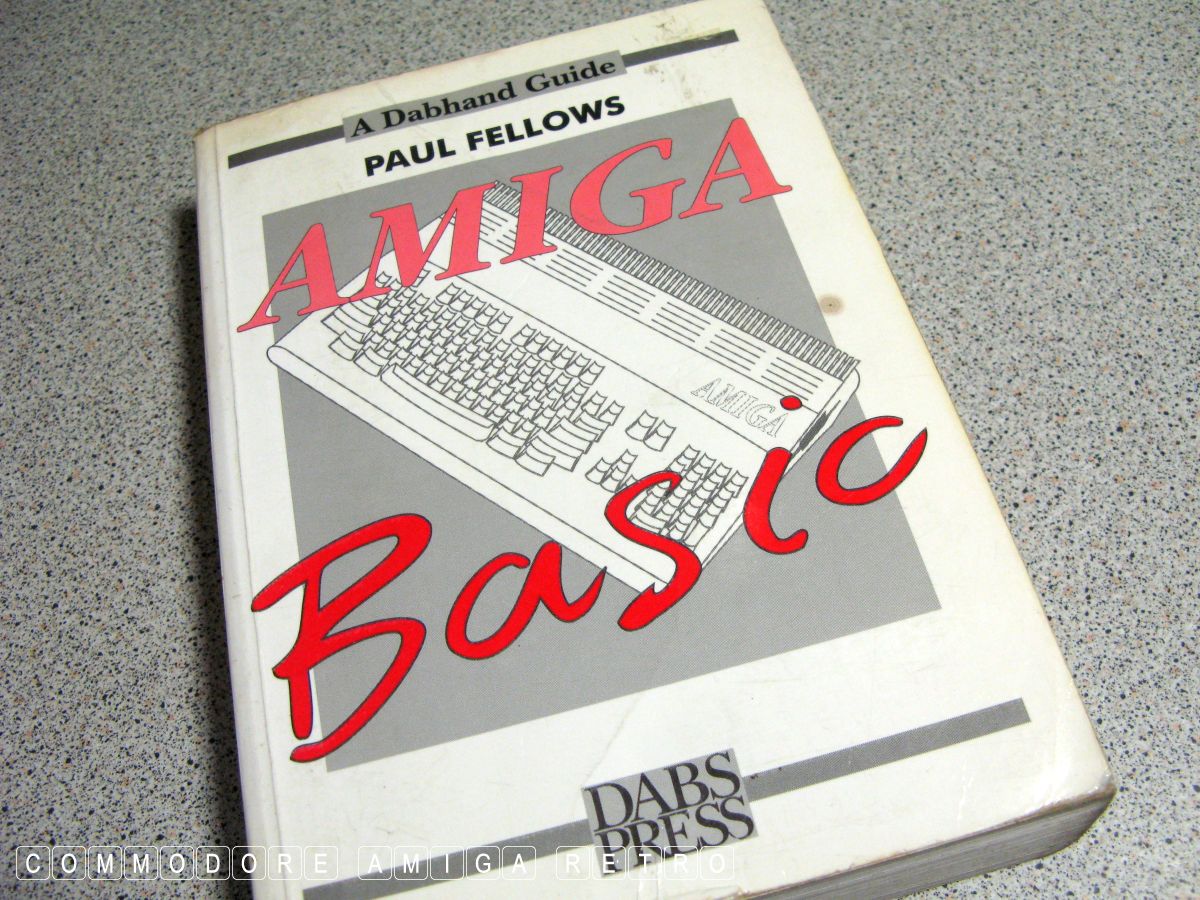 A Dabhand Guide
PAUL FELLOWS
AMIGA
AMIGA
Basic
DABS
PRESS
COMMODORE AMIGA RETRO